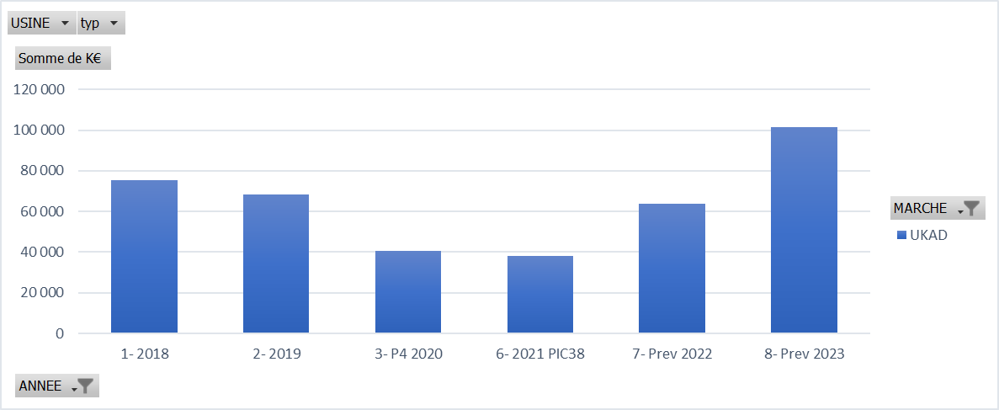 USINE typ
Somme de K€
120 000
100 000
80 000
60 000
40 000
20 000
0
1- 2018 2- 2019 3- P4 2020 6- 2021 PIC38 7- Prev 2022 8- Prev 2023
MARCHE
UKAD
ANNEE